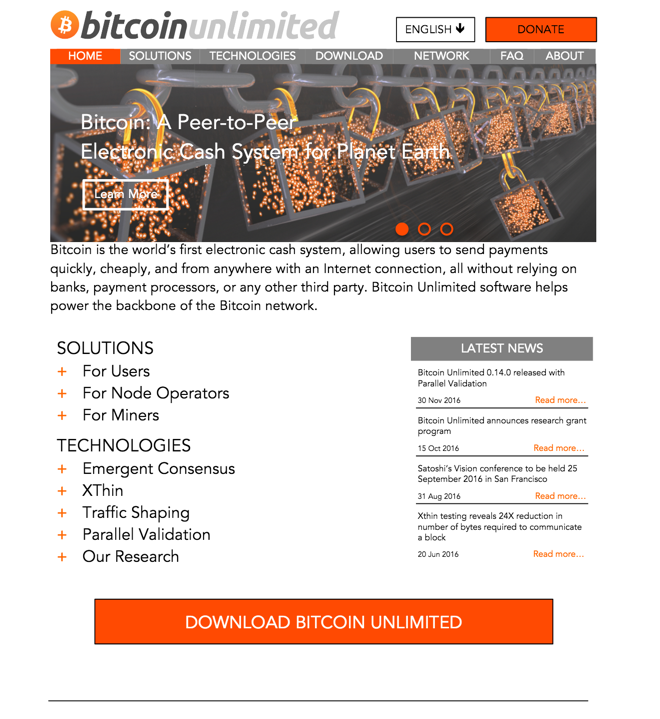 bitcoinunlimited
ENGLISH
DONATE
HOME SOLUTIONS TECHNOLOGIES DOWNLOAD NETWORK FAQ ABOUT
Bitcoin: A Peer-to-Peer
Electronic Cash System for Planet Earth
Learn More
Bitcoin is the world's first electronic cash system, allowing users to send payments
quickly, cheaply, and from anywhere with an Internet connection, all without relying on
banks, payment processors, or any other third party. Bitcoin Unlimited software helps
power the backbone of the Bitcoin network.
SOLUTIONS
+ For Users
+ For Node Operators
+ For Miners
TECHNOLOGIES
+ Emergent Consensus
+ XThin
+ Traffic Shaping
+ Parallel Validation
+ Our Research
LATEST NEWS
Bitcoin Unlimited 0.14.0 released with
Parallel Validation
30 Nov 2016 Read more...
Bitcoin Unlimited announces research grant
program
15 Oct 2016 Read more...
Satoshi's Vision conference to be held 25
September 2016 in San Francisco
31 Aug 2016 Read more...
Xthin testing reveals 24X reduction in
number of bytes required to communicate
a block
20 Jun 2016 Read more...
DOWNLOAD BITCOIN UNLIMITED